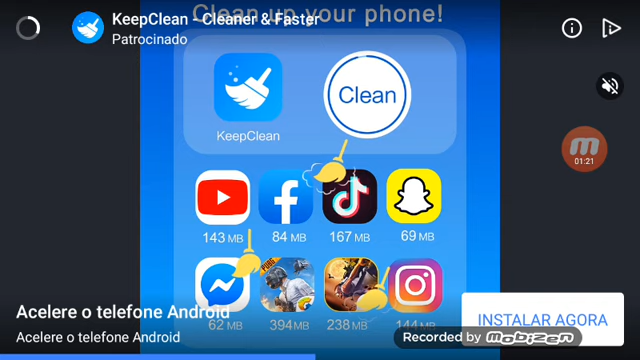 Clean up your phone!
KeepClean - Cleaner & Faster
Patrocinado
KeepClean
Clean
1:21
143 MB
84 MB
167 MB
69 MB
PUBG
62 MB
394 MB
238 MB
144 MB
Acelere o telefone Android
Acelere o telefone Android
INSTALAR AGORA
Recorded by mobizen